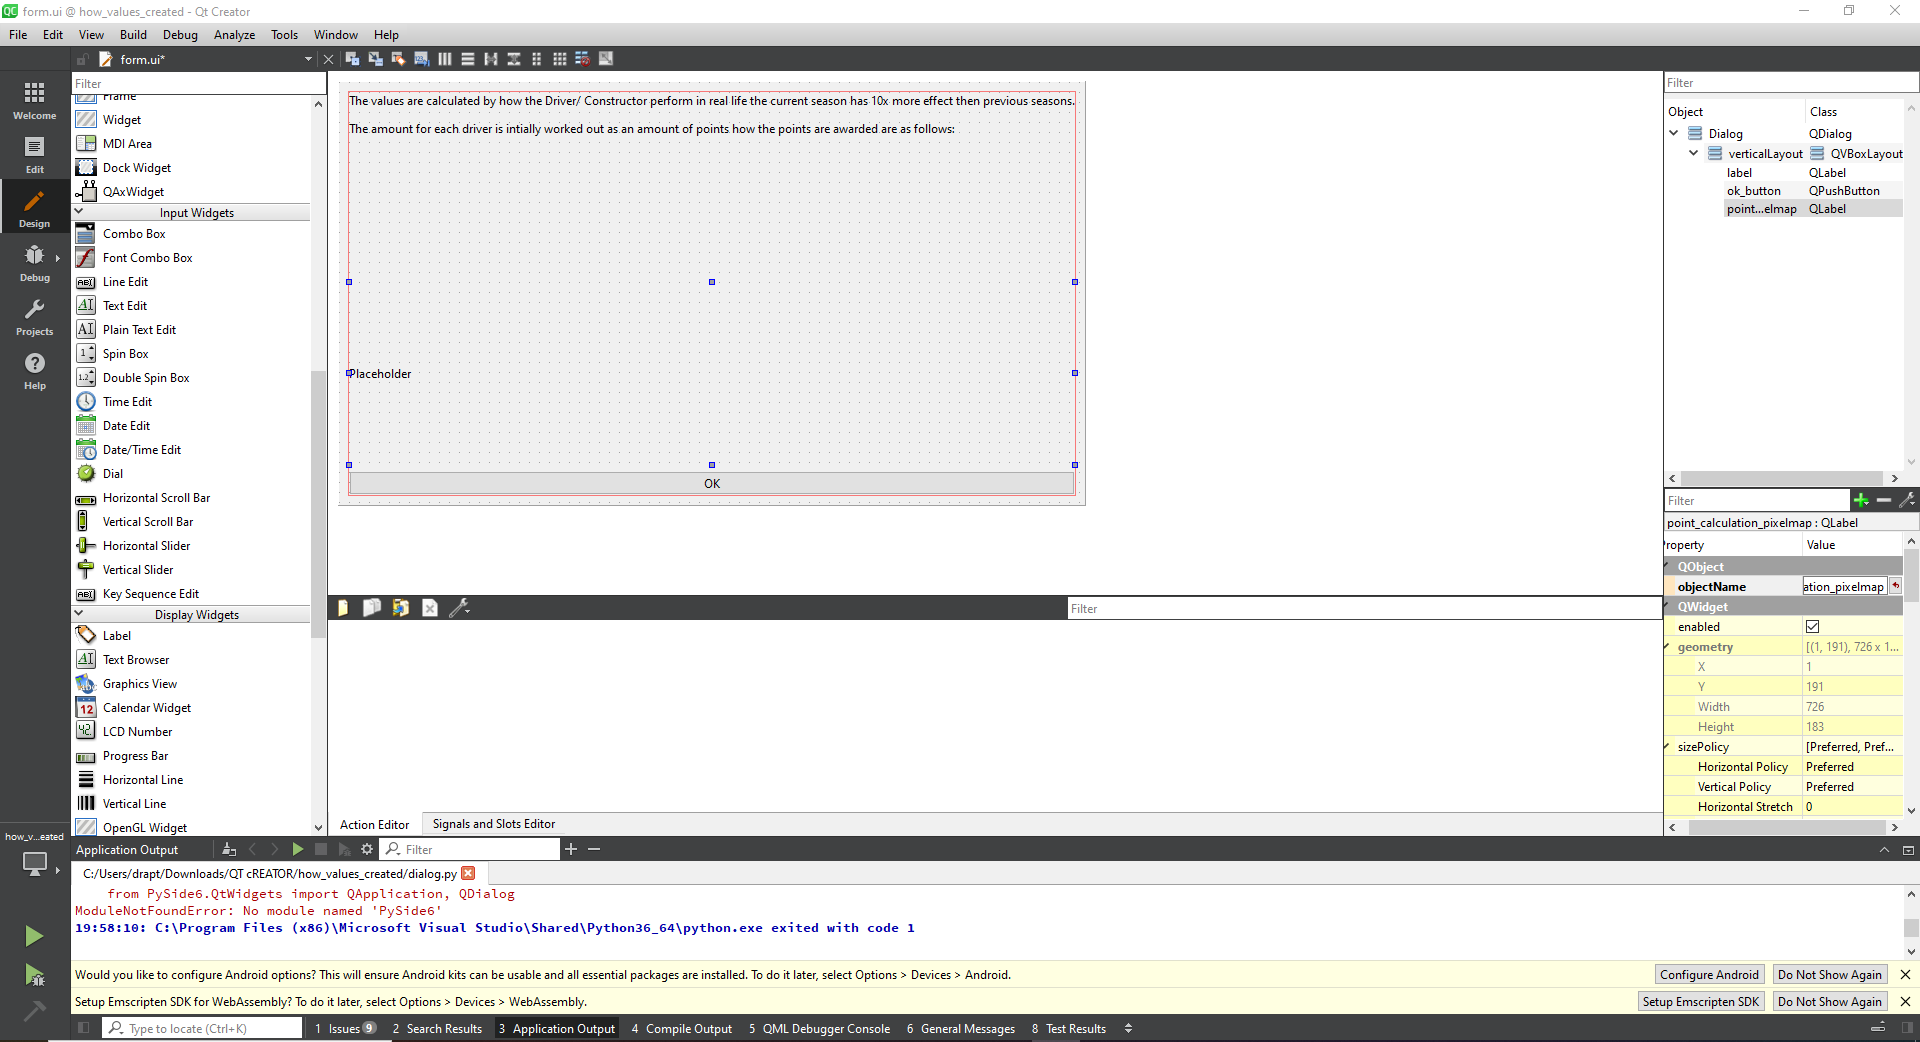 form.ui @ how_values_created - Qt Creator
File Edit View Build Debug Analyze Tools Window Help
form.ui*
Welcome
Edit
Design
Debug
Projects
Help
how_v...eated
Filter
Frame
Widget
MDI Area
Dock Widget
QAxWidget
Input Widgets
Combo Box
Font Combo Box
Line Edit
Text Edit
Plain Text Edit
Spin Box
Double Spin Box
Time Edit
Date Edit
Date/Time Edit
Dial
Horizontal Scroll Bar
Vertical Scroll Bar
Horizontal Slider
Vertical Slider
Key Sequence Edit
Display Widgets
Label
Text Browser
Graphics View
Calendar Widget
LCD Number
Progress Bar
Horizontal Line
Vertical Line
OpenGL Widget
The values are calculated by how the Driver/ Constructor perform in real life the current season has 10x more effect then previous seasons.
The amount for each driver is intially worked out as an amount of points how the points are awarded are as follows:
Placeholder
OK
Filter
Action Editor Signals and Slots Editor
Filter
Object Class
Dialog QDialog
verticalLayout QVBoxLayout
label QLabel
ok_button QPushButton
point...elmap QLabel
Filter
point_calculation_pixelmap : QLabel
roperty Value
QObject
objectName ation_pixelmap
QWidget
enabled
geometry [(1, 191), 726 x 1...
X 1
Y 191
Width 726
Height 183
sizePolicy [Preferred, Pref...
Horizontal Policy Preferred
Vertical Policy Preferred
Horizontal Stretch 0
Application Output Filter
C:/Users/drapt/Downloads/QT cREATOR/how_values_created/dialog.py
from PySide6.QtWidgets import QApplication, QDialog
ModuleNotFoundError: No module named 'PySide6'
19:58:10: C:\Program Files (x86)\Microsoft Visual Studio\Shared\Python36_64\python.exe exited with code 1
Would you like to configure Android options? This will ensure Android kits can be usable and all essential packages are installed. To do it later, select Options > Devices > Android. Configure Android Do Not Show Again
Setup Emscripten SDK for WebAssembly? To do it later, select Options > Devices > WebAssembly. Setup Emscripten SDK Do Not Show Again
Type to locate (Ctrl+K) 1 Issues 9 2 Search Results 3 Application Output 4 Compile Output 5 QML Debugger Console 6 General Messages 8 Test Results